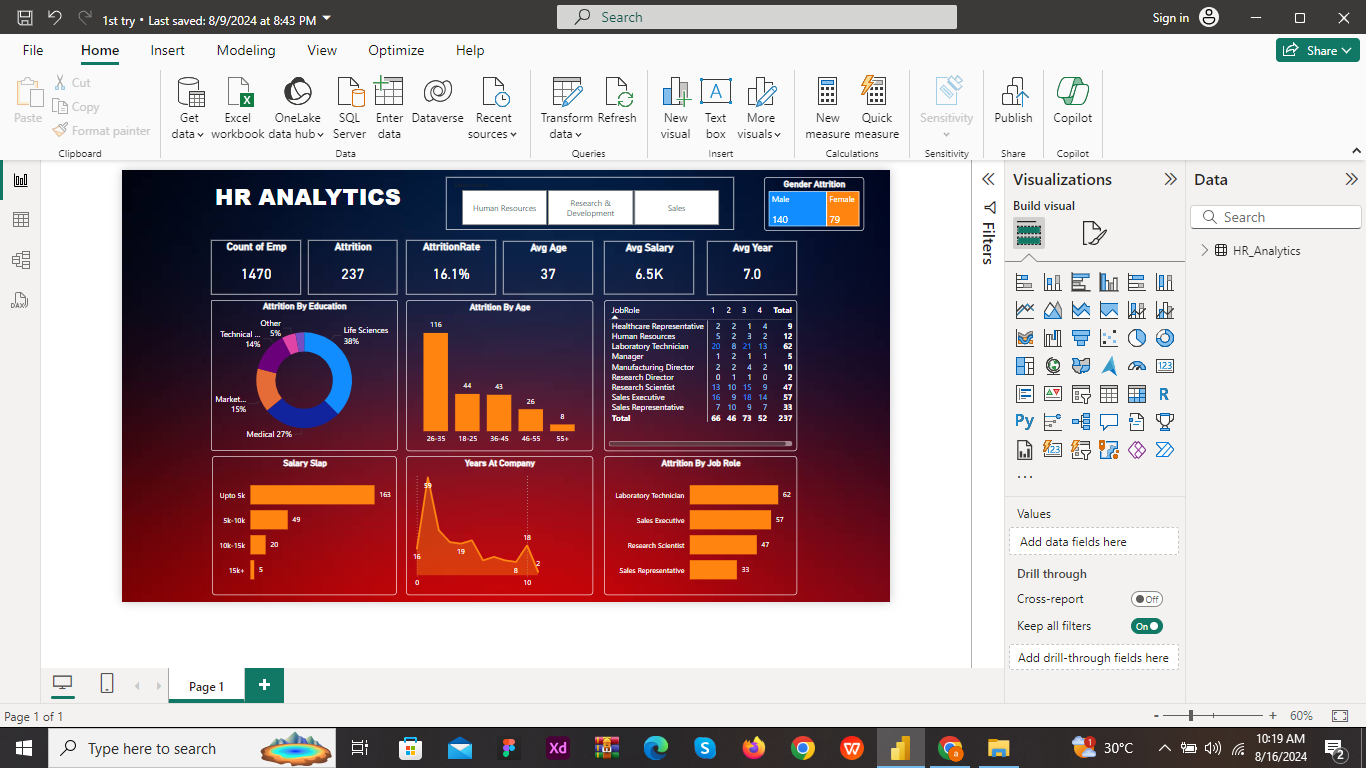 1st try • Last saved: 8/9/2024 at 8:43 PM
Search
Sign in
File Home Insert Modeling View Optimize Help
Share
Paste
Cut
Copy
Format painter
Clipboard
Get data
Excel workbook
OneLake data hub
SQL Server
Enter data
Dataverse
Recent sources
Data
Transform data
Refresh
Queries
New visual
Text box
More visuals
Insert
New measure
Quick measure
Calculations
Sensitivity
Sensitivity
Publish
Share
Copilot
Copilot
HR ANALYTICS
Human Resources
Research & Development
Sales
Gender Attrition
Male Female
140 79
Count of Emp
1470
Attrition
237
AttritionRate
16.1%
Avg Age
37
Avg Salary
6.5K
Avg Year
7.0
Attrition By Education
Other 5%
Technical ... 14%
Life Sciences 38%
Market... 15%
Medical 27%
Attrition By Age
116
44
43
26
8
26-35 18-25 36-45 46-55 55+
JobRole 1 2 3 4 Total
Healthcare Representative 2 2 1 4 9
Human Resources 5 2 3 2 12
Laboratory Technician 20 8 21 13 62
Manager 1 2 1 1 5
Manufacturing Director 2 2 4 2 10
Research Director 0 1 1 0 2
Research Scientist 13 10 15 9 47
Sales Executive 16 9 18 14 57
Sales Representative 7 10 9 7 33
Total 66 46 73 52 237
Salary Slap
Upto 5k 163
5k-10k 49
10k-15k 20
15k+ 5
Years At Company
59
16
19
18
8
2
0 10
Attrition By Job Role
Laboratory Technician 62
Sales Executive 57
Research Scientist 47
Sales Representative 33
Filters
Visualizations
Build visual
123
R
Py
123
...
Values
Add data fields here
Drill through
Cross-report Off
Keep all filters On
Add drill-through fields here
Data
Search
HR_Analytics
DAX
Page 1
+
Page 1 of 1
- + 60%
Type here to search
Xd
1
30°C
10:19 AM
8/16/2024
2